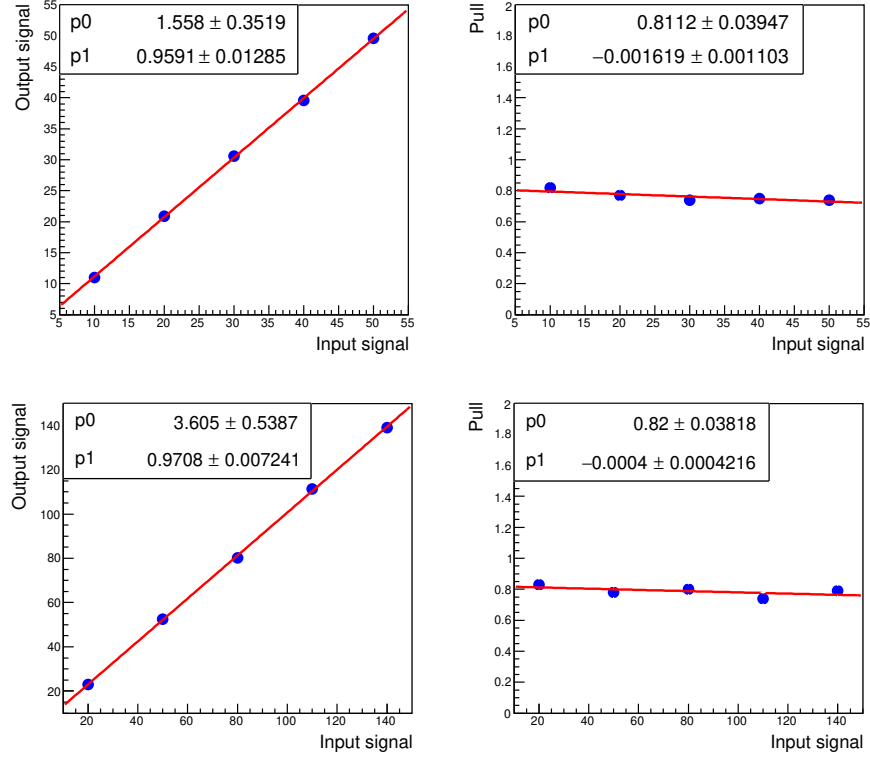 p0 1.558 ± 0.3519
p1 0.9591 ± 0.01285
Output signal
55
50
45
40
35
30
25
20
15
10
5
5 10 15 20 25 30 35 40 45 50 55
Input signal
p0 0.8112 ± 0.03947
p1 −0.001619 ± 0.001103
Pull
2
1.8
1.6
1.4
1.2
1
0.8
0.6
0.4
0.2
0
5 10 15 20 25 30 35 40 45 50 55
Input signal
p0 3.605 ± 0.5387
p1 0.9708 ± 0.007241
Output signal
140
120
100
80
60
40
20
20 40 60 80 100 120 140
Input signal
p0 0.82 ± 0.03818
p1 −0.0004 ± 0.0004216
Pull
2
1.8
1.6
1.4
1.2
1
0.8
0.6
0.4
0.2
0
20 40 60 80 100 120 140
Input signal